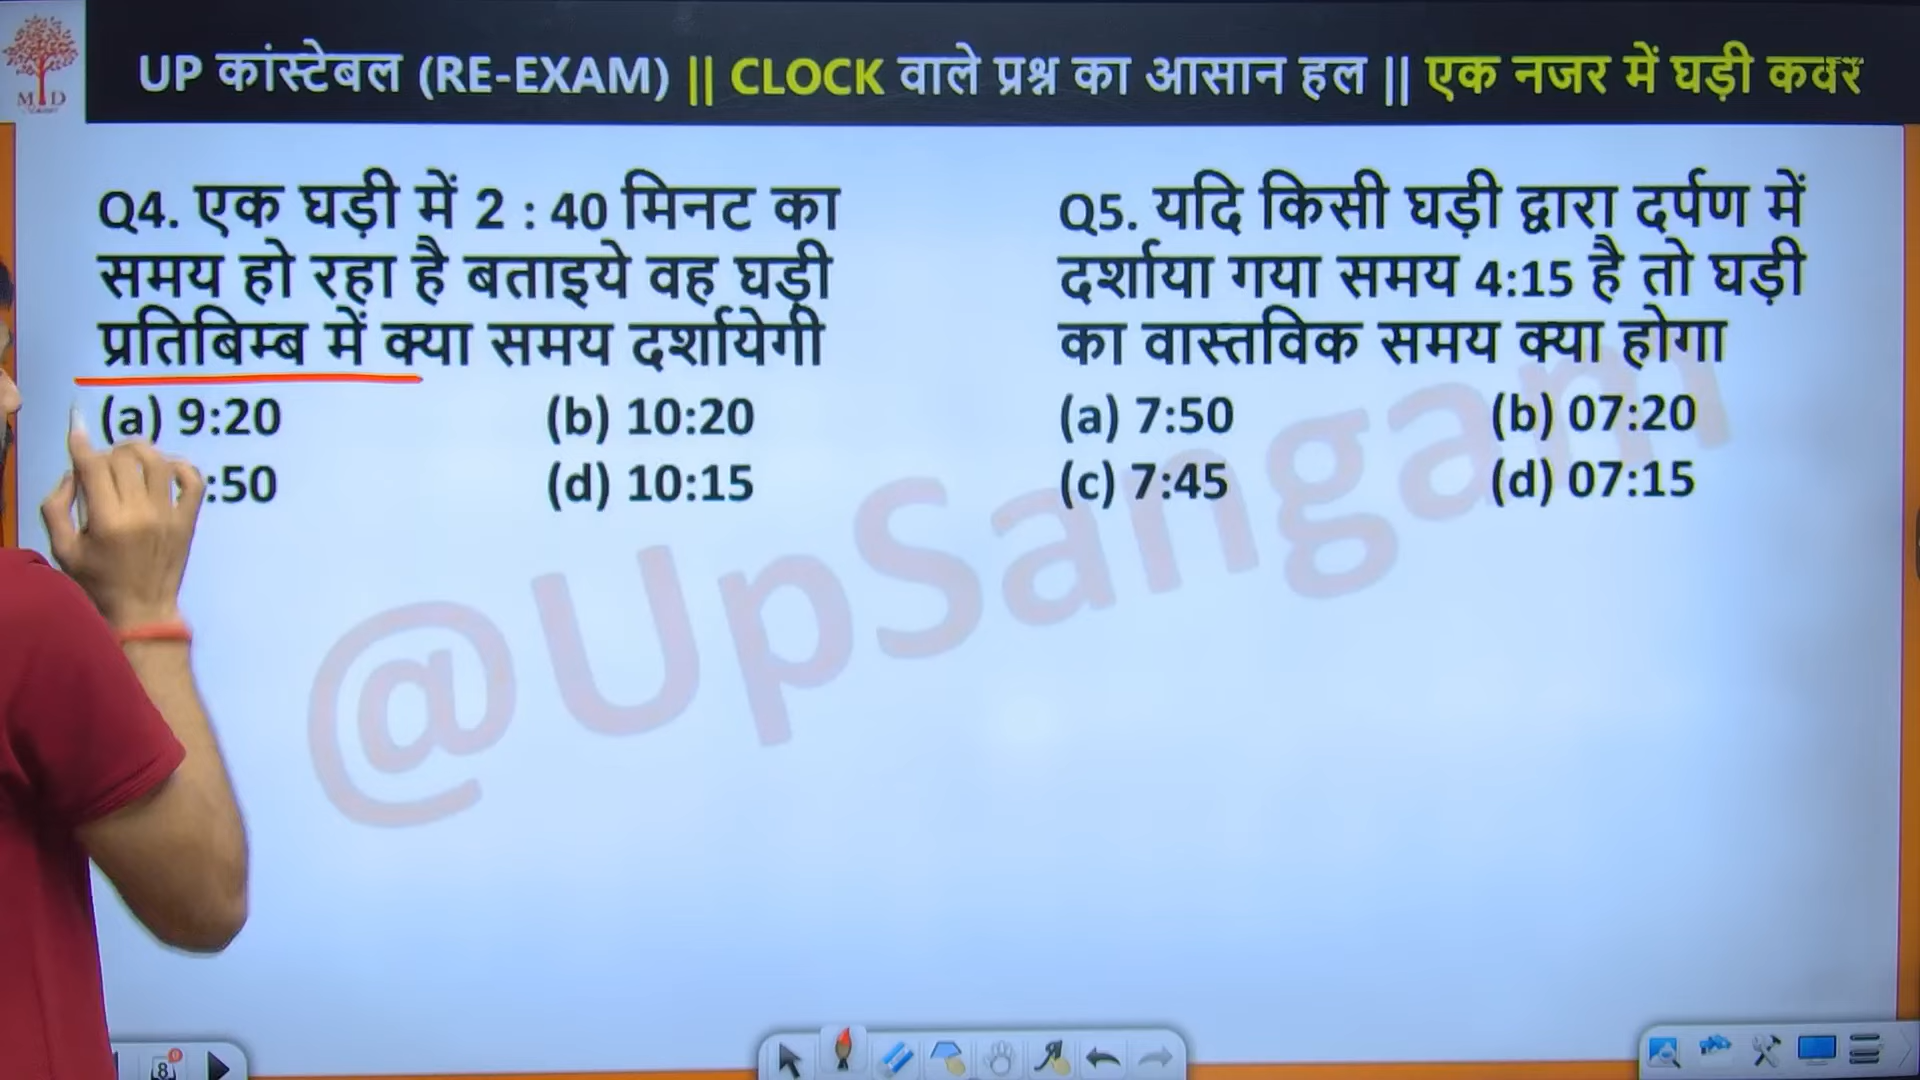 UP कांस्टेबल (RE-EXAM) || CLOCK वाले प्रश्न का आसान हल || एक नजर में घड़ी कवर
M D
Q4. एक घड़ी में 2 : 40 मिनट का
समय हो रहा है बताइये वह घड़ी
प्रतिबिम्ब में क्या समय दर्शायेगी
(a) 9:20 (b) 10:20
:50 (d) 10:15
Q5. यदि किसी घड़ी द्वारा दर्पण में
दर्शाया गया समय 4:15 है तो घड़ी
का वास्तविक समय क्या होगा
(a) 7:50 (b) 07:20
(c) 7:45 (d) 07:15
@UpSangam
8